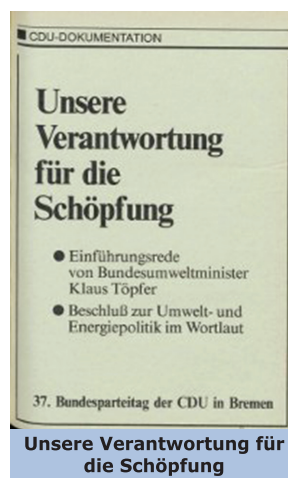 CDU-DOKUMENTATION
Unsere
Verantwortung
für die
Schöpfung
● Einführungsrede
von Bundesumweltminister
Klaus Töpfer
● Beschluß zur Umwelt- und
Energiepolitik im Wortlaut
37. Bundesparteitag der CDU in Bremen
Unsere Verantwortung für
die Schöpfung